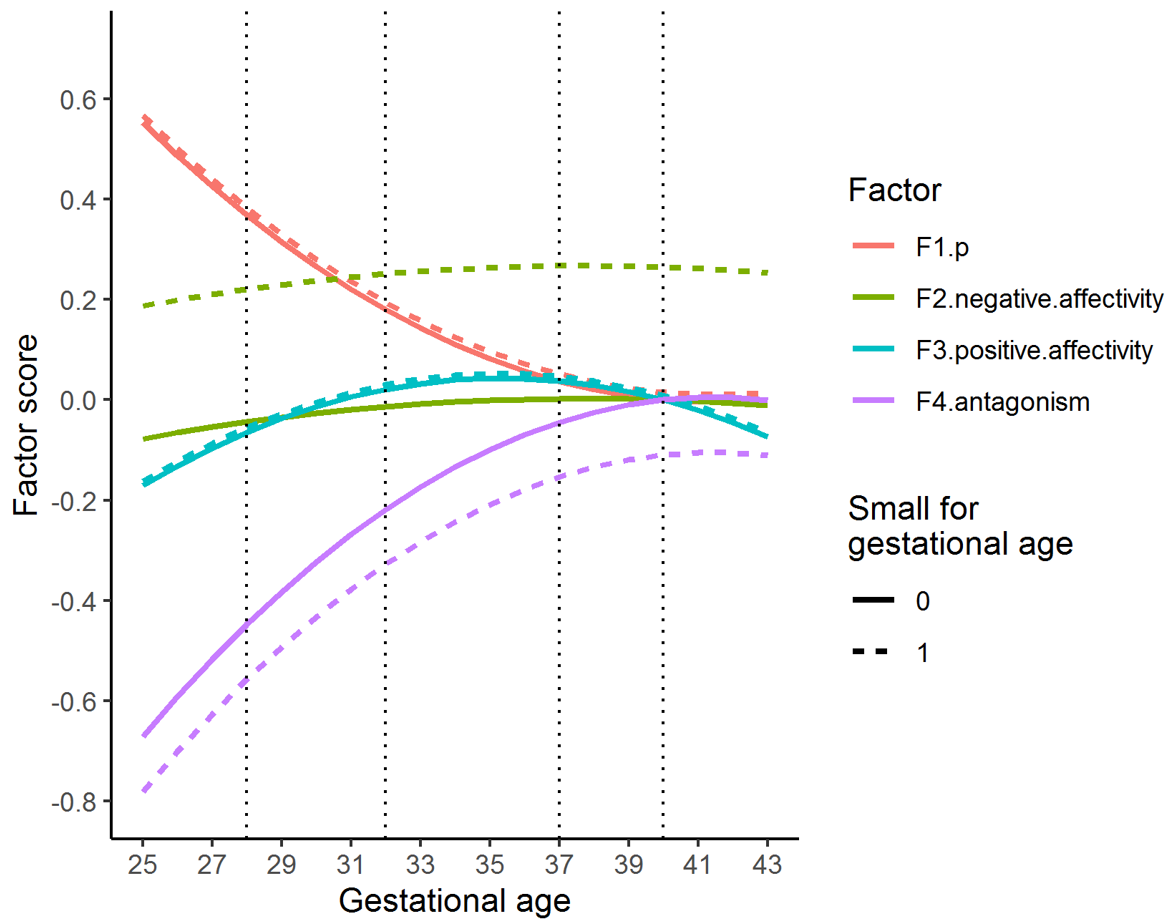 0.6
0.4
0.2
0.0
-0.2
-0.4
-0.6
-0.8
Factor score
25 27 29 31 33 35 37 39 41 43
Gestational age
Factor
F1.p
F2.negative.affectivity
F3.positive.affectivity
F4.antagonism
Small for
gestational age
0
1